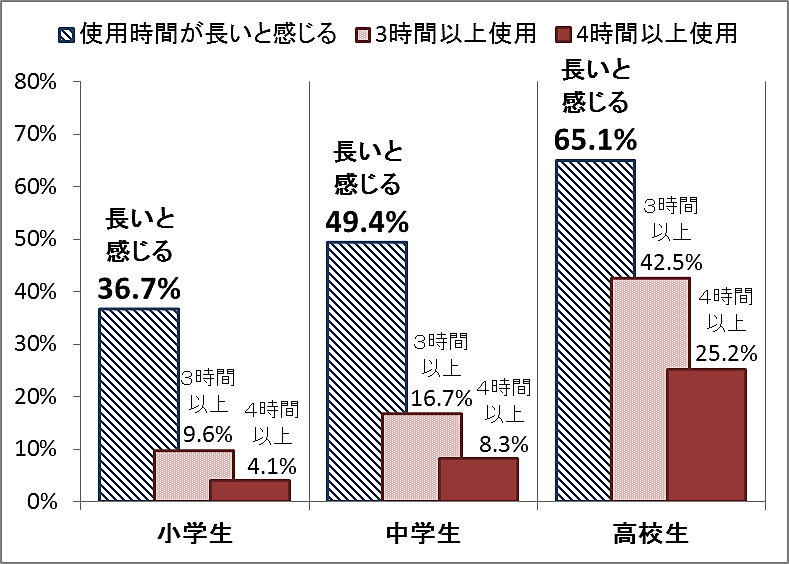 使用時間が長いと感じる 3時間以上使用 4時間以上使用
80%
70%
60%
50%
40%
30%
20%
10%
0%
長いと
感じる
36.7%
3時間
以上
9.6%
4時間
以上
4.1%
小学生
長いと
感じる
49.4%
3時間
以上
16.7%
4時間
以上
8.3%
中学生
長いと
感じる
65.1%
3時間
以上
42.5%
4時間
以上
25.2%
高校生